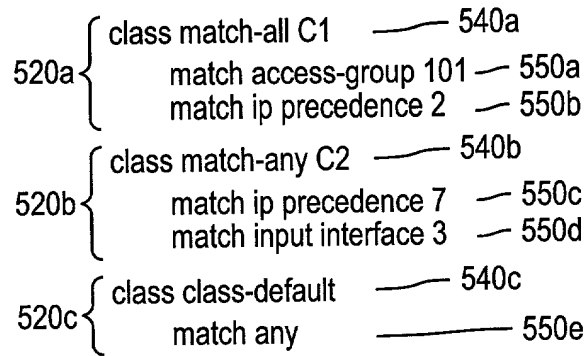 class match-all C1 540a
520a match access-group 101 550a
match ip precedence 2 550b
class match-any C2 540b
520b match ip precedence 7 550c
match input interface 3 550d
class class-default 540c
520c match any 550e